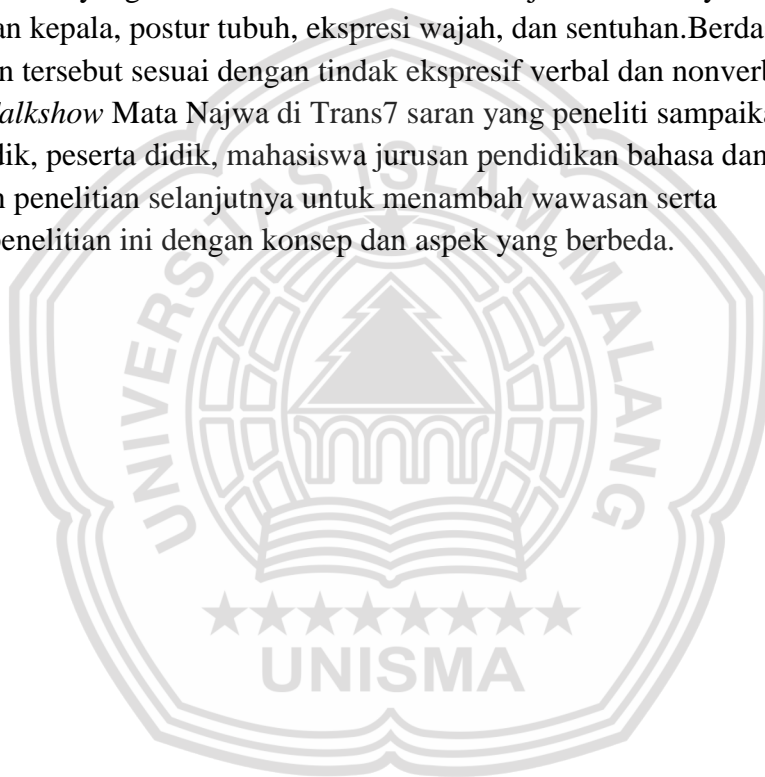 an kepala, postur tubuh, ekspresi wajah, dan sentuhan.Berda
n tersebut sesuai dengan tindak ekspresif verbal dan nonverb
alkshow Mata Najwa di Trans7 saran yang peneliti sampaika
dik, peserta didik, mahasiswa jurusan pendidikan bahasa dan
n penelitian selanjutnya untuk menambah wawasan serta
penelitian ini dengan konsep dan aspek yang berbeda.
UNIVERSITAS ISLAM MALANG
UNISMA